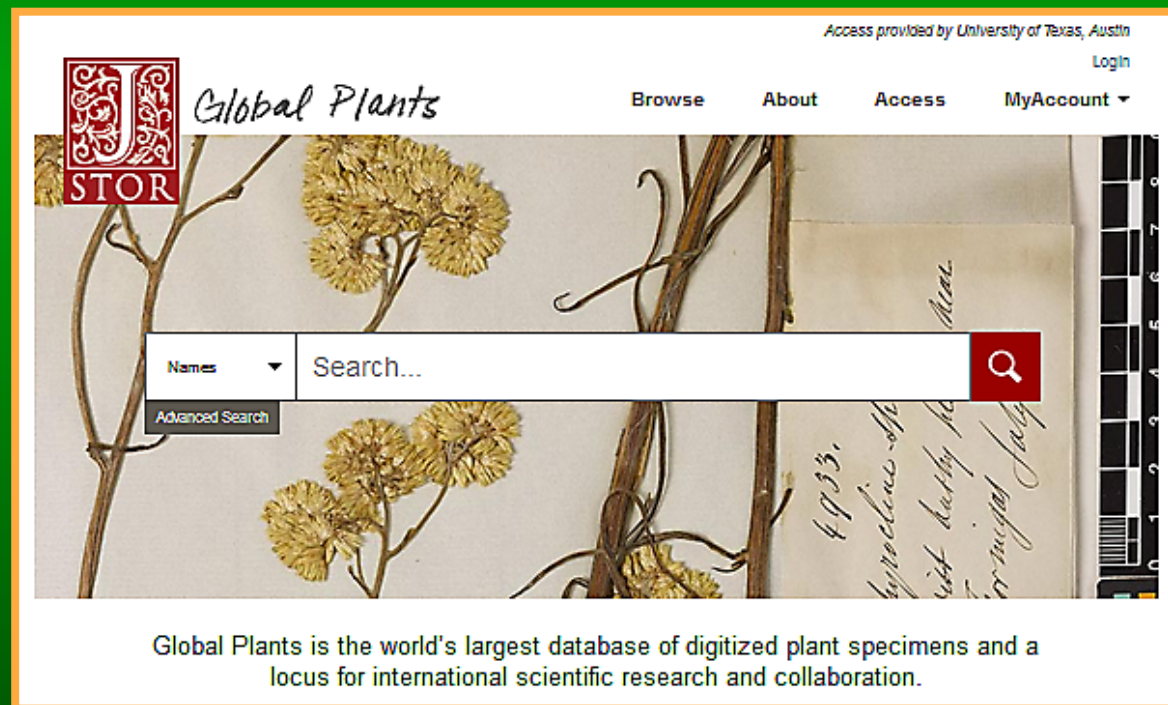 Access provided by University of Texas, Austin
Login
JSTOR
Global Plants
Browse About Access MyAccount
Names
Search...
Advanced Search
4933.
Global Plants is the world's largest database of digitized plant specimens and a
locus for international scientific research and collaboration.